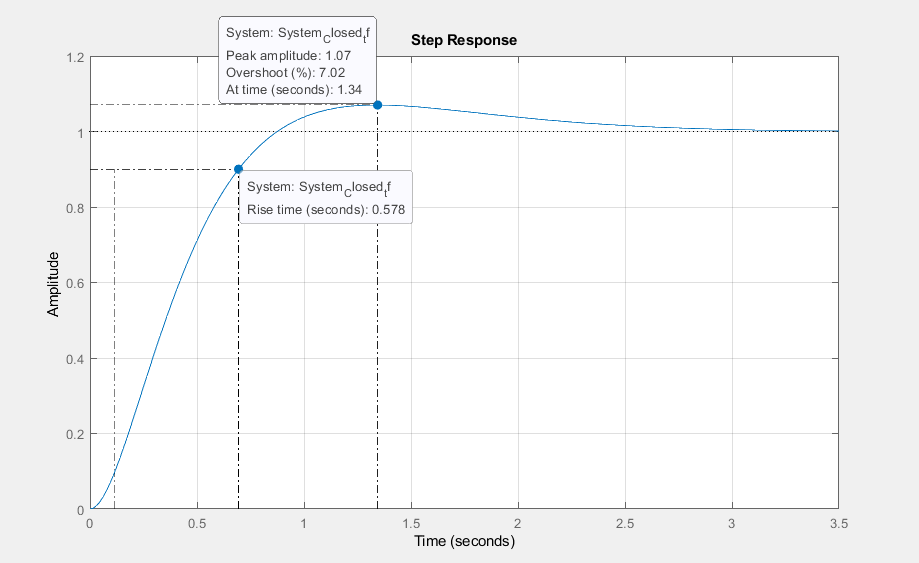 System: System_Closed_tf
Peak amplitude: 1.07
Overshoot (%): 7.02
At time (seconds): 1.34
Step Response
1.2
1
0.8
0.6
0.4
0.2
0
Amplitude
System: System_Closed_tf
Rise time (seconds): 0.578
0 0.5 1 1.5 2 2.5 3 3.5
Time (seconds)